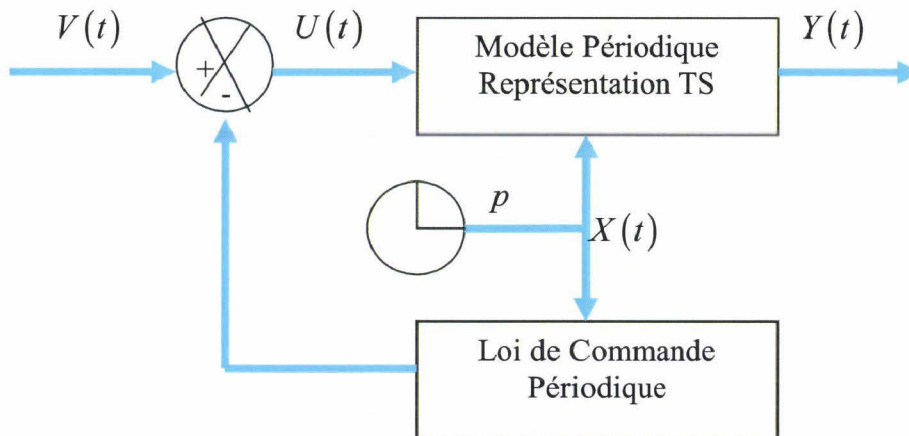 V(t)
U(t)
Modèle Périodique
Représentation TS
Y(t)
+
-
p
X(t)
Loi de Commande
Périodique